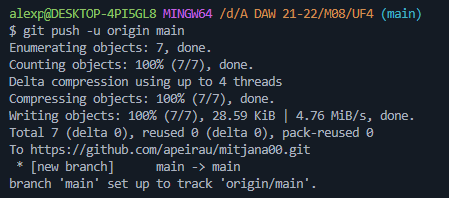 alexp@DESKTOP-4PI5GL8 MINGW64 /d/A DAW 21-22/M08/UF4 (main)
$ git push -u origin main
Enumerating objects: 7, done.
Counting objects: 100% (7/7), done.
Delta compression using up to 4 threads
Compressing objects: 100% (7/7), done.
Writing objects: 100% (7/7), 28.59 KiB | 4.76 MiB/s, done.
Total 7 (delta 0), reused 0 (delta 0), pack-reused 0
To https://github.com/apeirau/mitjana00.git
 * [new branch]      main -> main
branch 'main' set up to track 'origin/main'.